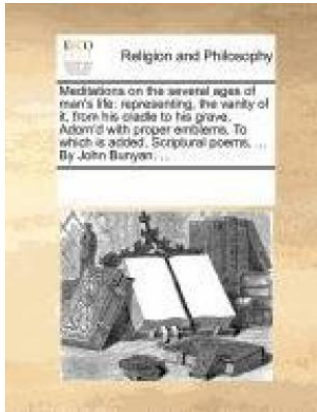 ECCO
Religion and Philosophy
Meditations on the several ages of
man's life: representing, the vanity of
it, from his cradle to his grave.
Adorn'd with proper emblems. To
which is added, Scriptural poems, ...
By John Bunyan. ...